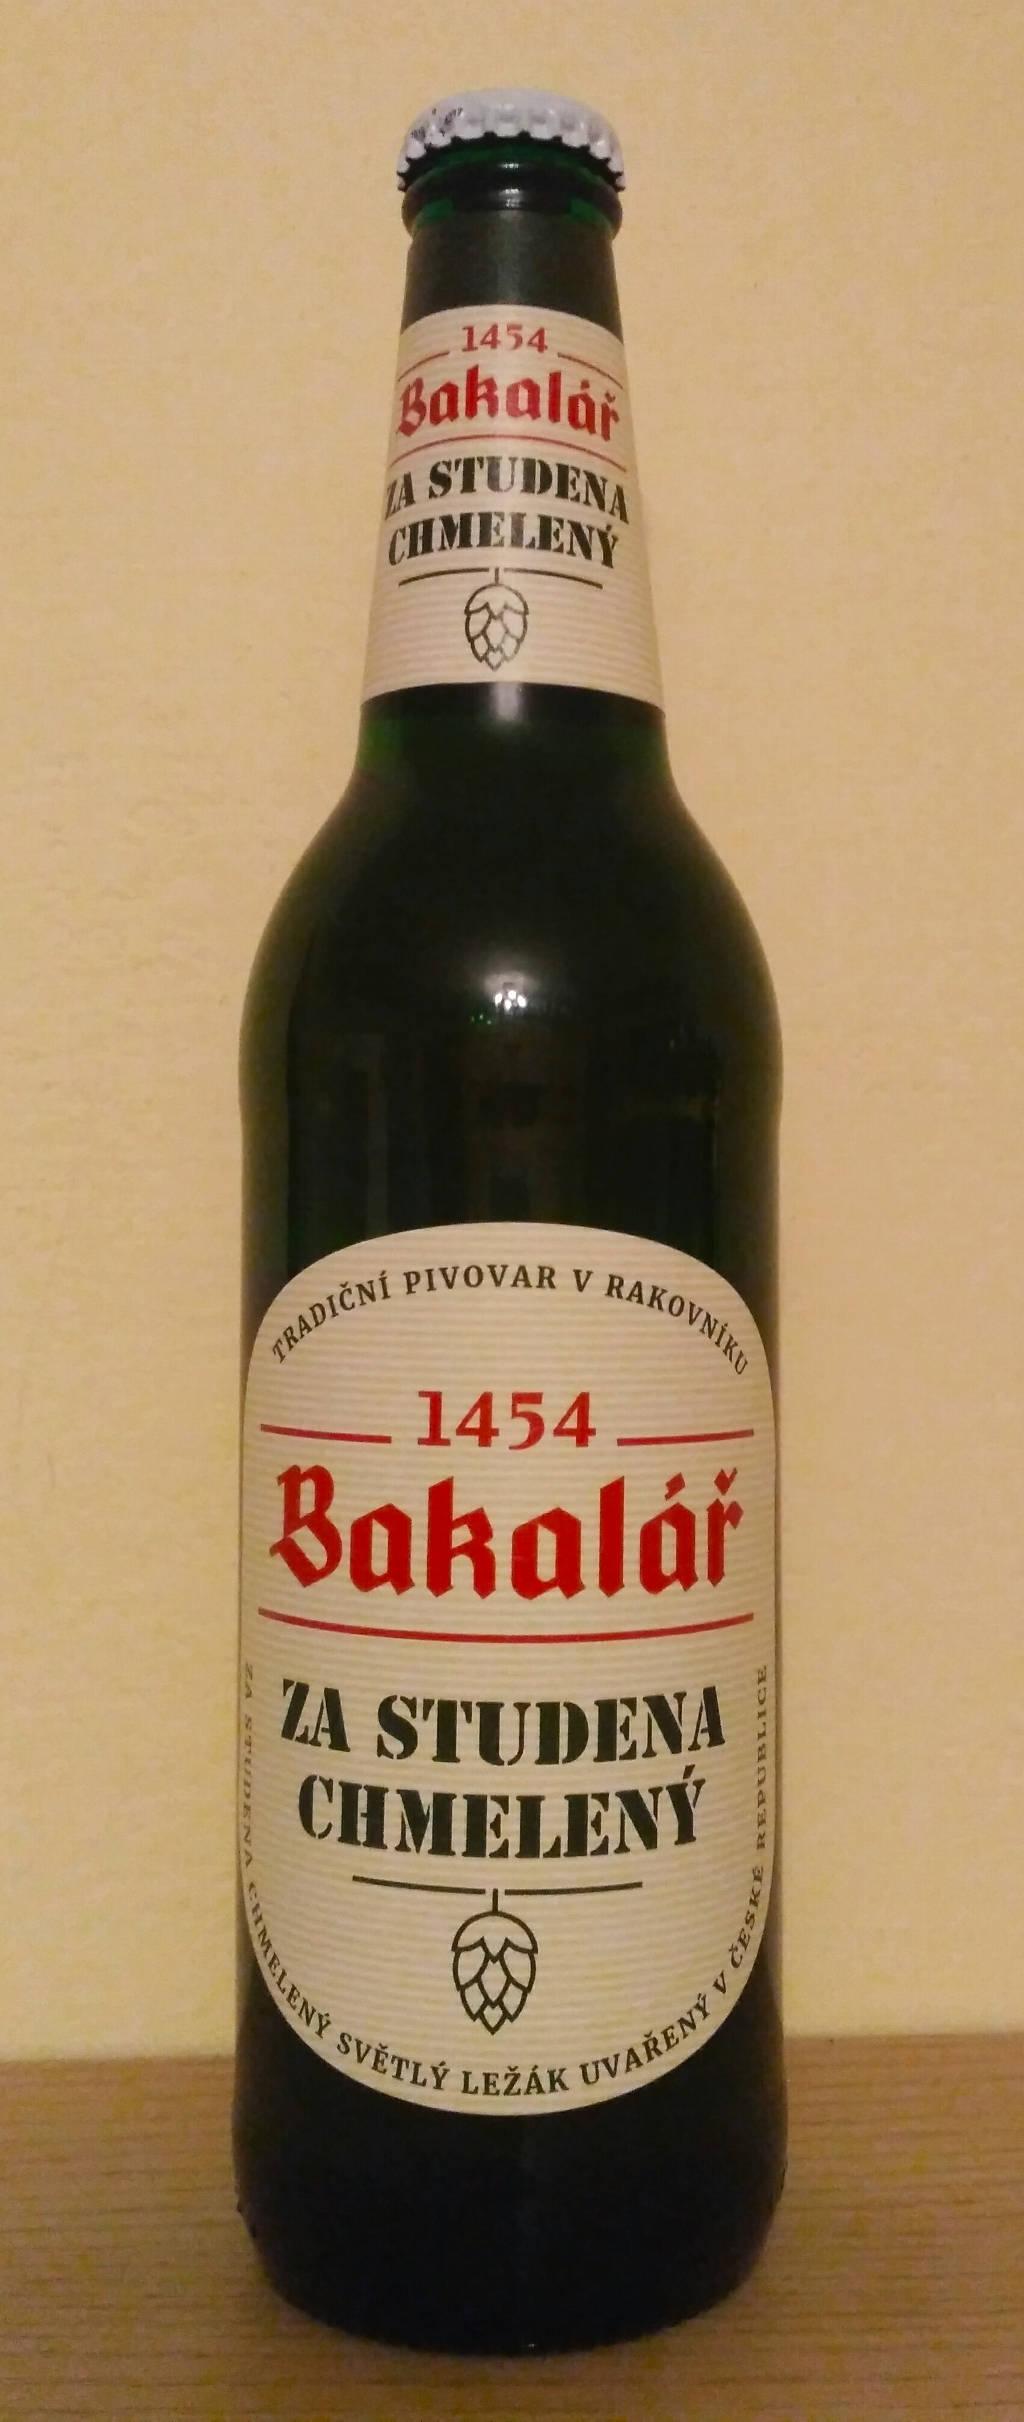 1454
Bakalář
ZA STUDENA
CHMELENÝ
TRADIČNÍ PIVOVAR V RAKOVNÍKU
1454
Bakalář
ZA STUDENA
CHMELENÝ
ZA STUDENA CHMELENÝ SVĚTLÝ LEŽÁK UVAŘENÝ V ČESKÉ REPUBLICE